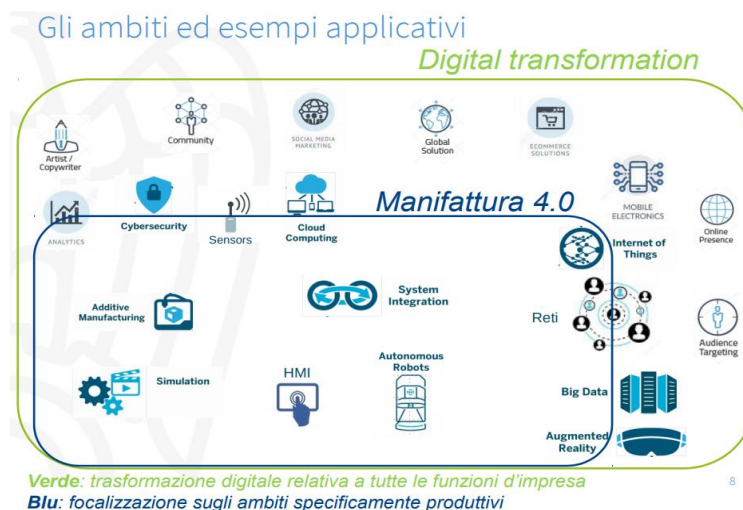 Gli ambiti ed esempi applicativi
Digital transformation
Artist /
Copywriter
Community
SOCIAL MEDIA
MARKETING
Global
Solution
ECOMMERCE
SOLUTIONS
MOBILE
ELECTRONICS
Online
Presence
ANALYTICS
Cybersecurity
Sensors
Cloud
Computing
Manifattura 4.0
Internet of
Things
Additive
Manufacturing
System
Integration
Reti
Audience
Targeting
Simulation
HMI
Autonomous
Robots
Big Data
Augmented
Reality
Verde: trasformazione digitale relativa a tutte le funzioni d'impresa
Blu: focalizzazione sugli ambiti specificamente produttivi
8